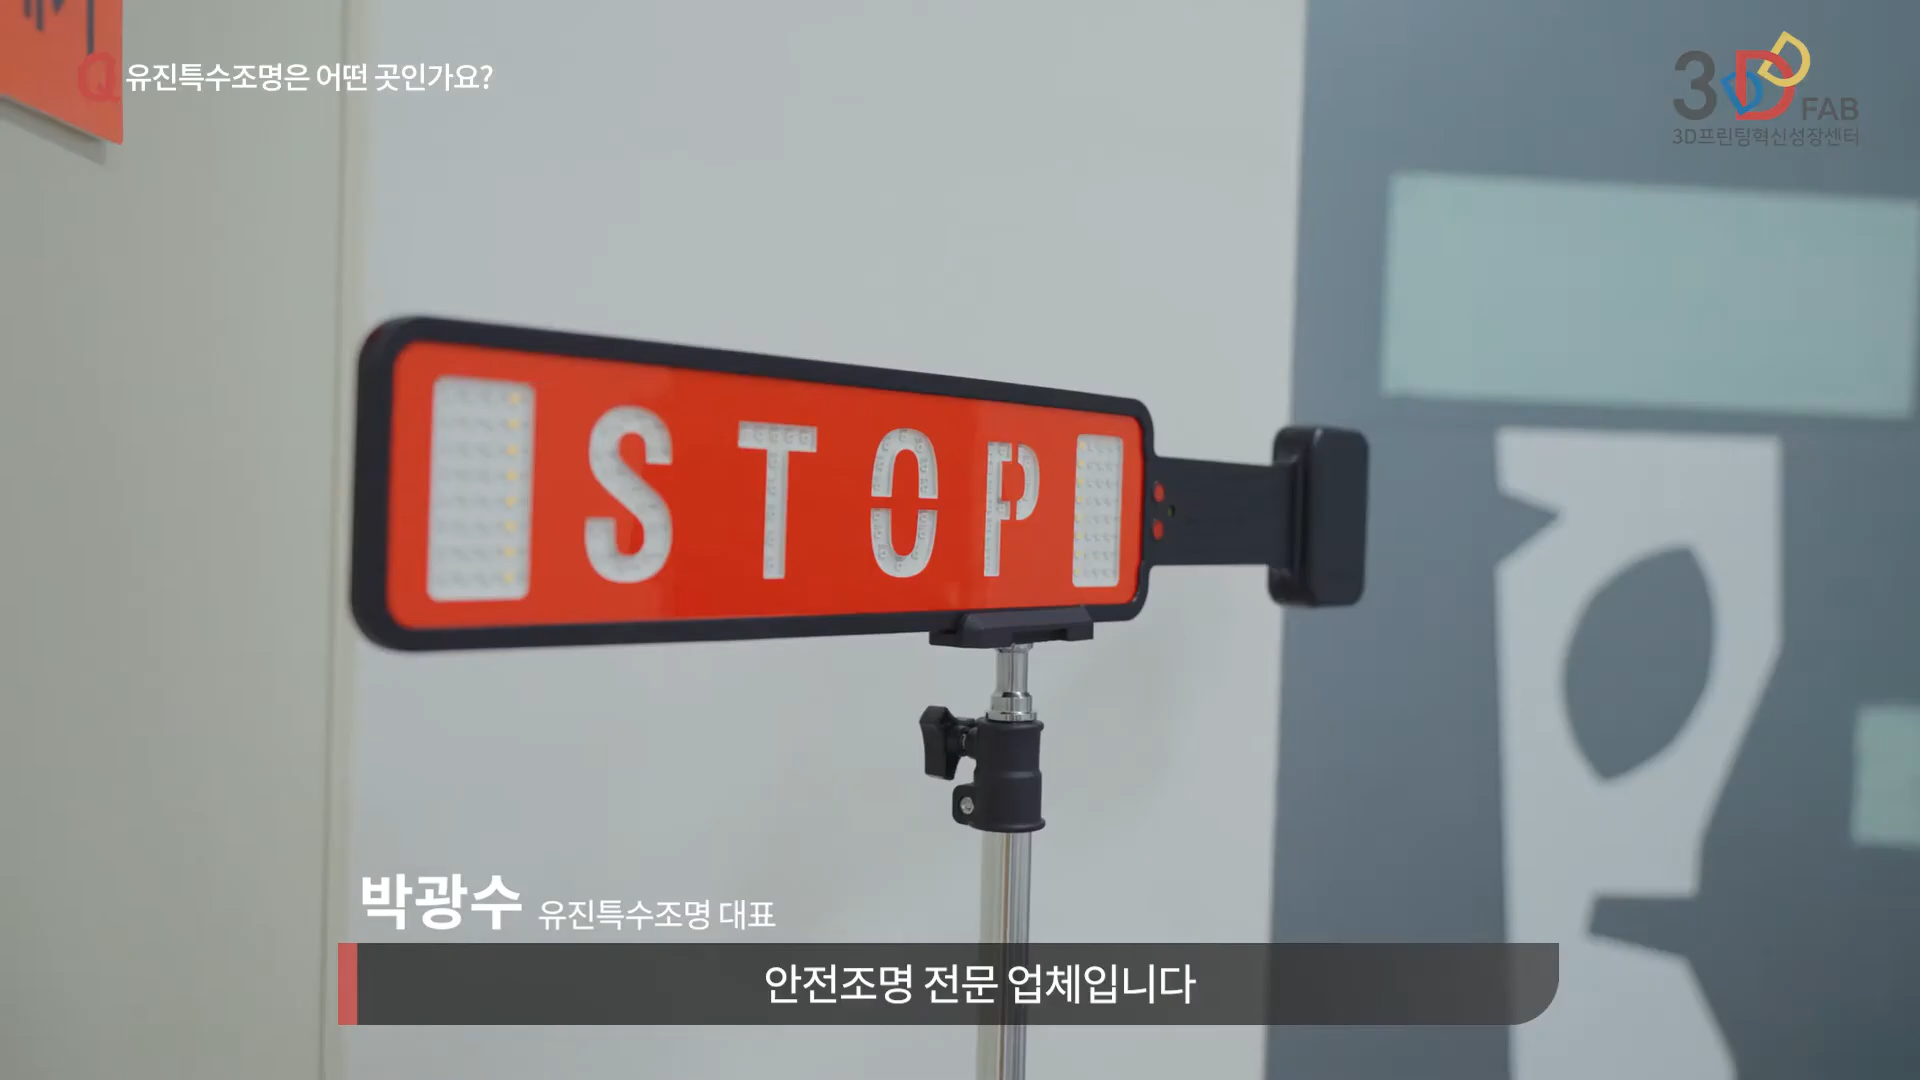 Q 유진특수조명은 어떤 곳인가요?
3D FAB
3D프린팅혁신성장센터
STOP
박광수 유진특수조명 대표
안전조명 전문 업체입니다